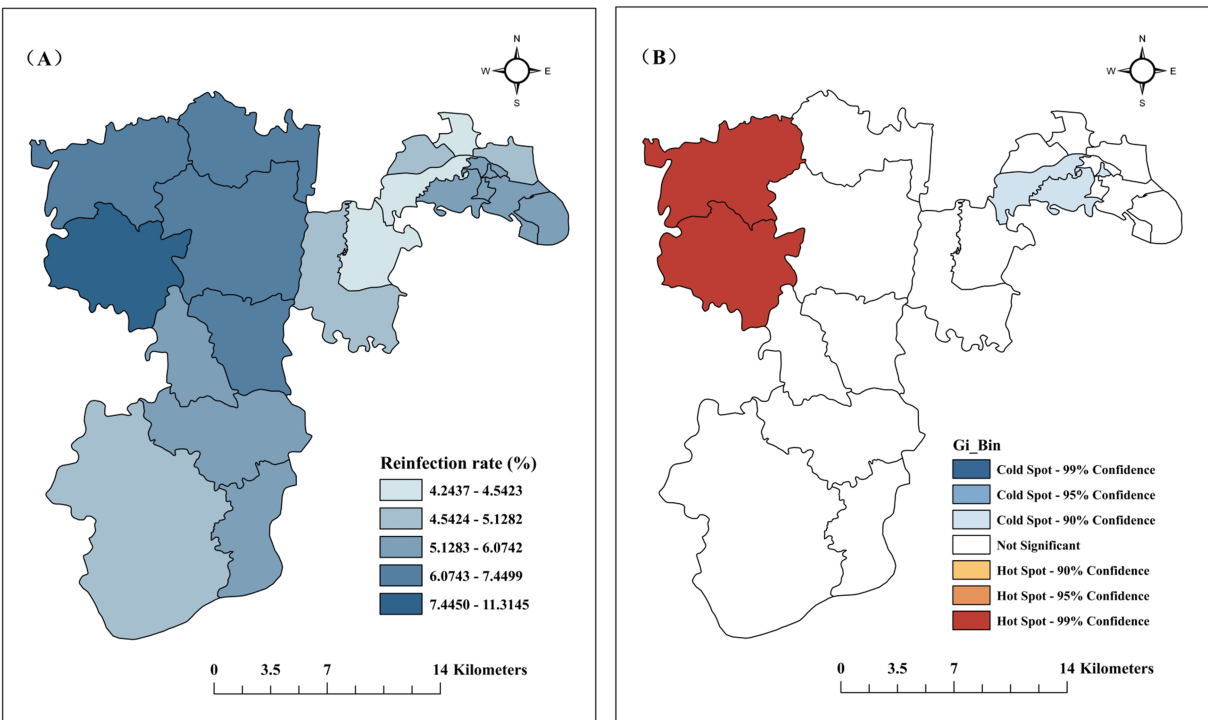 (A)
N
W
E
S
Reinfection rate (%)
4.2437 - 4.5423
4.5424 - 5.1282
5.1283 - 6.0742
6.0743 - 7.4499
7.4450 - 11.3145
0 3.5 7 14 Kilometers
(B)
N
W
E
S
Gi_Bin
Cold Spot - 99% Confidence
Cold Spot - 95% Confidence
Cold Spot - 90% Confidence
Not Significant
Hot Spot - 90% Confidence
Hot Spot - 95% Confidence
Hot Spot - 99% Confidence
0 3.5 7 14 Kilometers